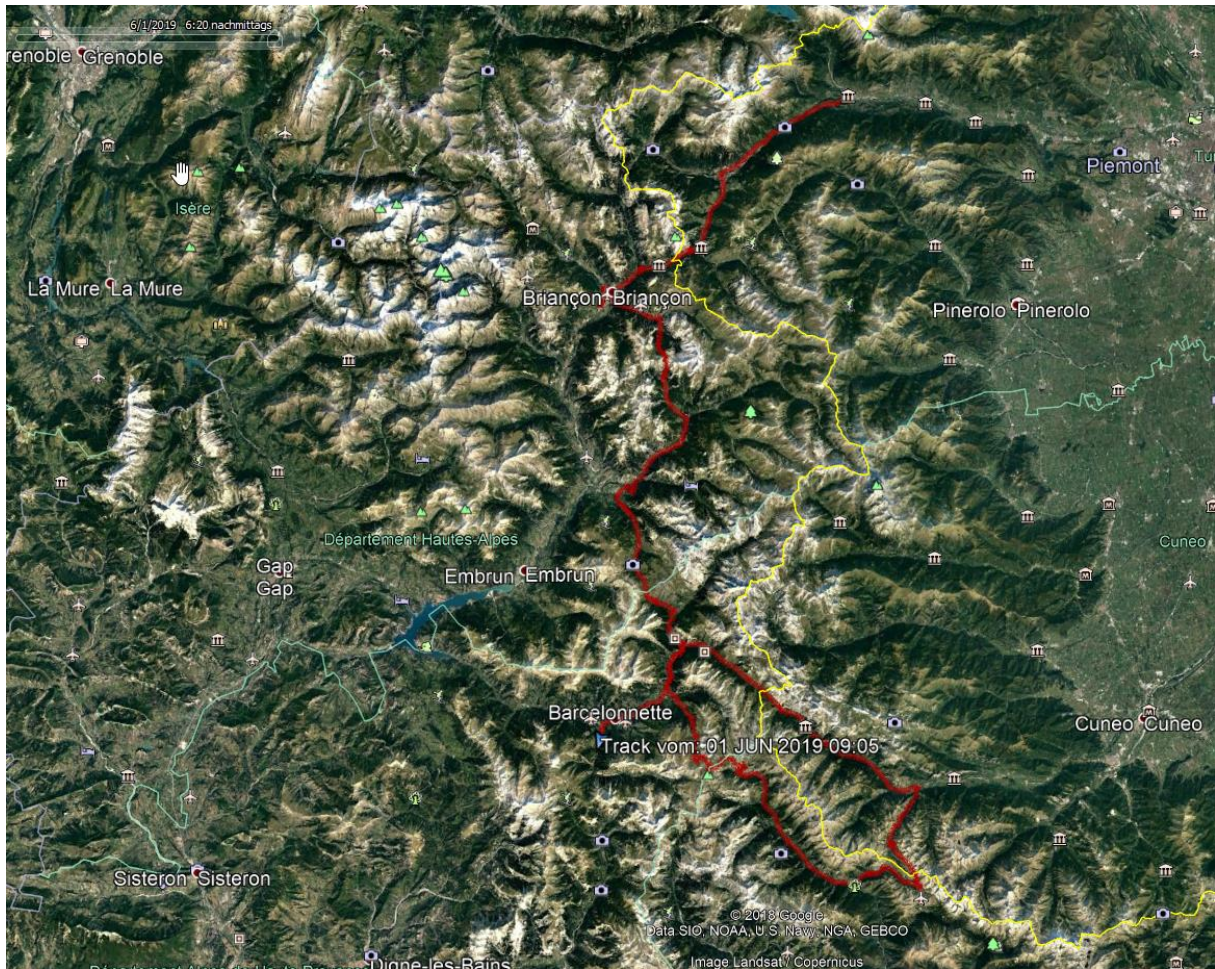 6/1/2019 6:20 nachmittags
renoble Grenoble
Piemont
Isère
La Mure La Mure
Briançon Briançon
Pinerolo Pinerolo
Département Hautes-Alpes
Cuneo
Gap
Gap
Embrun Embrun
Barcelonnette
Cuneo Cuneo
Track vom: 01 JUN 2019 09:05
Sisteron Sisteron
© 2018 Google
Data SIO, NOAA, U.S. Navy, NGA, GEBCO
Image Landsat / Copernicus
Digne-les-Bains